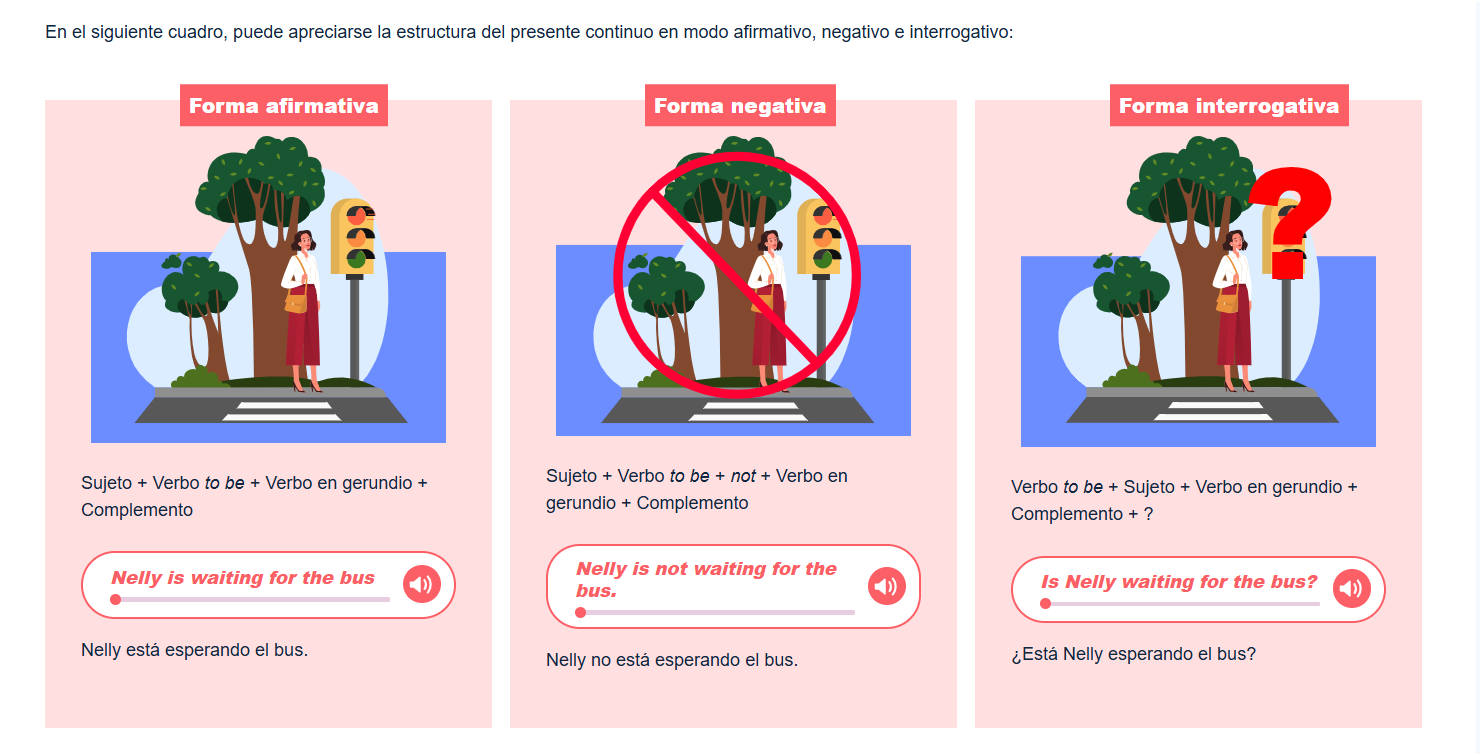 En el siguiente cuadro, puede apreciarse la estructura del presente continuo en modo afirmativo, negativo e interrogativo:
Forma afirmativa
Sujeto + Verbo to be + Verbo en gerundio +
Complemento
Nelly is waiting for the bus
Nelly está esperando el bus.
Forma negativa
Sujeto + Verbo to be + not + Verbo en
gerundio + Complemento
Nelly is not waiting for the
bus.
Nelly no está esperando el bus.
Forma interrogativa
?
Verbo to be + Sujeto + Verbo en gerundio +
Complemento + ?
Is Nelly waiting for the bus?
¿Está Nelly esperando el bus?